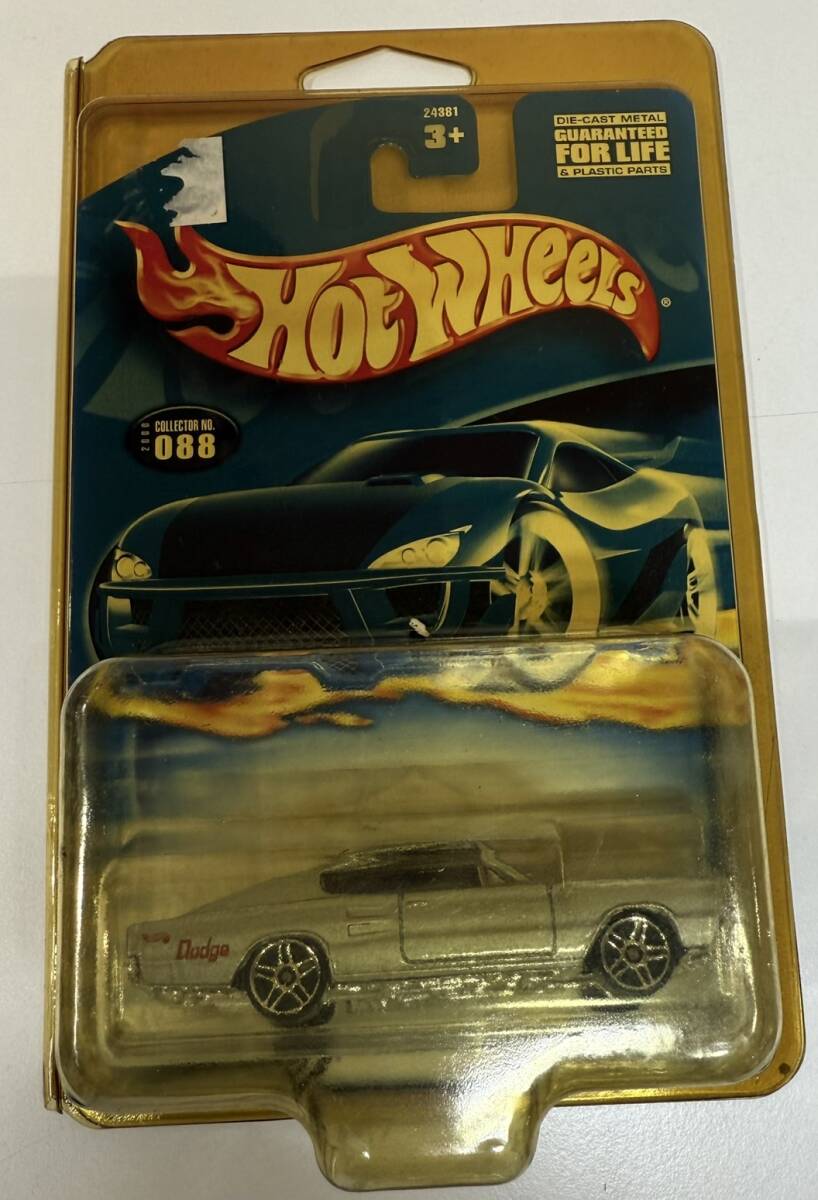 24381
3+
DIE-CAST METAL
GUARANTEED
FOR LIFE
& PLASTIC PARTS
HOT WHEELS®
2000
COLLECTOR NO.
088
Dodge